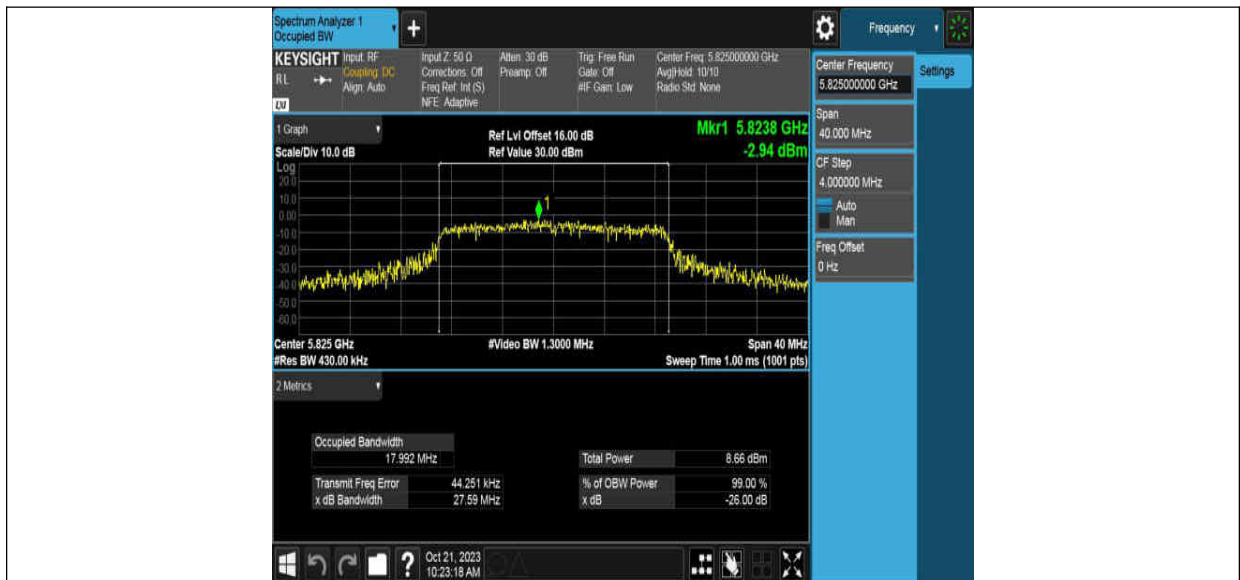 Spectrum Analyzer 1
Occupied BW
+
Frequency
KEYSIGHT
RL
LXI
Input: RF
Coupling: DC
Align: Auto
Input Z: 50 Ω
Corrections: Off
Freq Ref: Int (S)
NFE: Adaptive
Atten: 30 dB
Preamp: Off
Trig: Free Run
Gate: Off
#IF Gain: Low
Center Freq: 5.825000000 GHz
Avg|Hold: 10/10
Radio Std: None
Center Frequency
5.825000000 GHz
Settings
Span
40.000 MHz
CF Step
4.000000 MHz
Auto
Man
Freq Offset
0 Hz
1 Graph
Scale/Div 10.0 dB
Ref Lvl Offset 16.00 dB
Ref Value 30.00 dBm
Mkr1 5.8238 GHz
-2.94 dBm
Log
20.0
10.0
0.00
-10.0
-20.0
-30.0
-40.0
-50.0
-60.0
1
Center 5.825 GHz
#Video BW 1.3000 MHz
Span 40 MHz
#Res BW 430.00 kHz
Sweep Time 1.00 ms (1001 pts)
2 Metrics
Occupied Bandwidth
17.992 MHz
Total Power 8.66 dBm
Transmit Freq Error 44.251 kHz
% of OBW Power 99.00 %
x dB Bandwidth 27.59 MHz
x dB -26.00 dB
?
Oct 21, 2023
10:23:18 AM